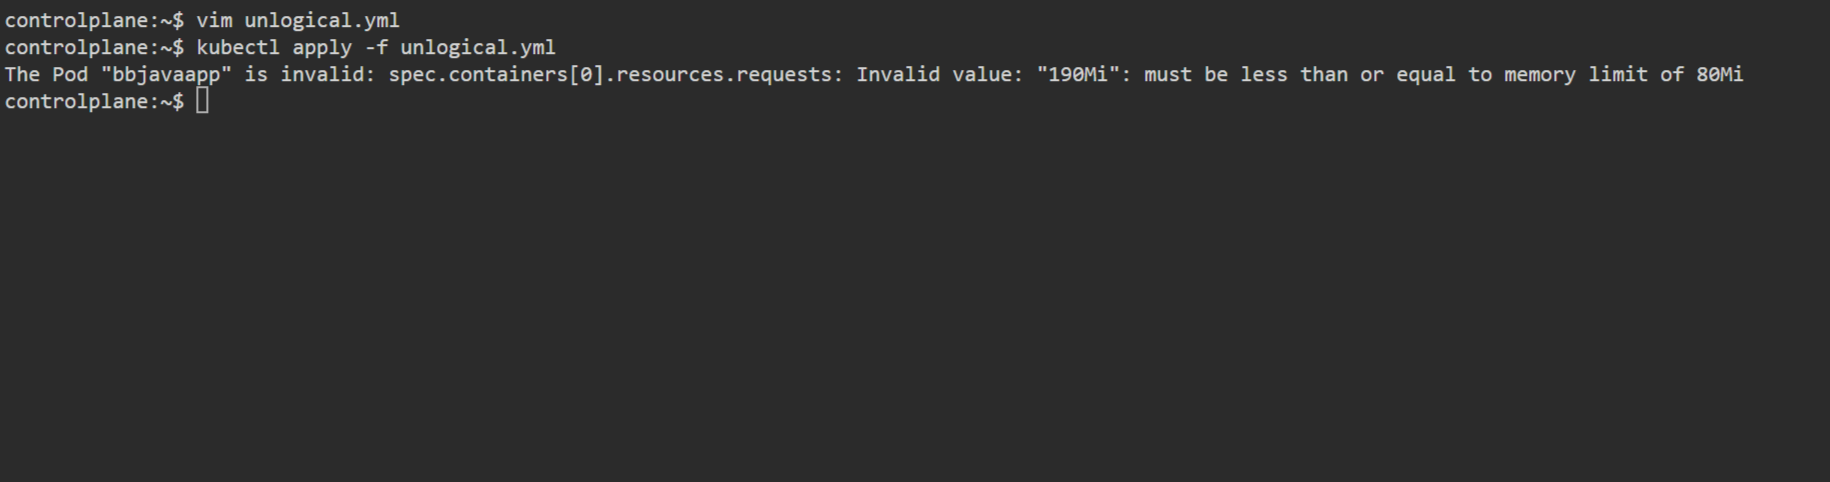 controlplane:~$ vim unlogical.yml
controlplane:~$ kubectl apply -f unlogical.yml
The Pod "bbjavaapp" is invalid: spec.containers[0].resources.requests: Invalid value: "190Mi": must be less than or equal to memory limit of 80Mi
controlplane:~$